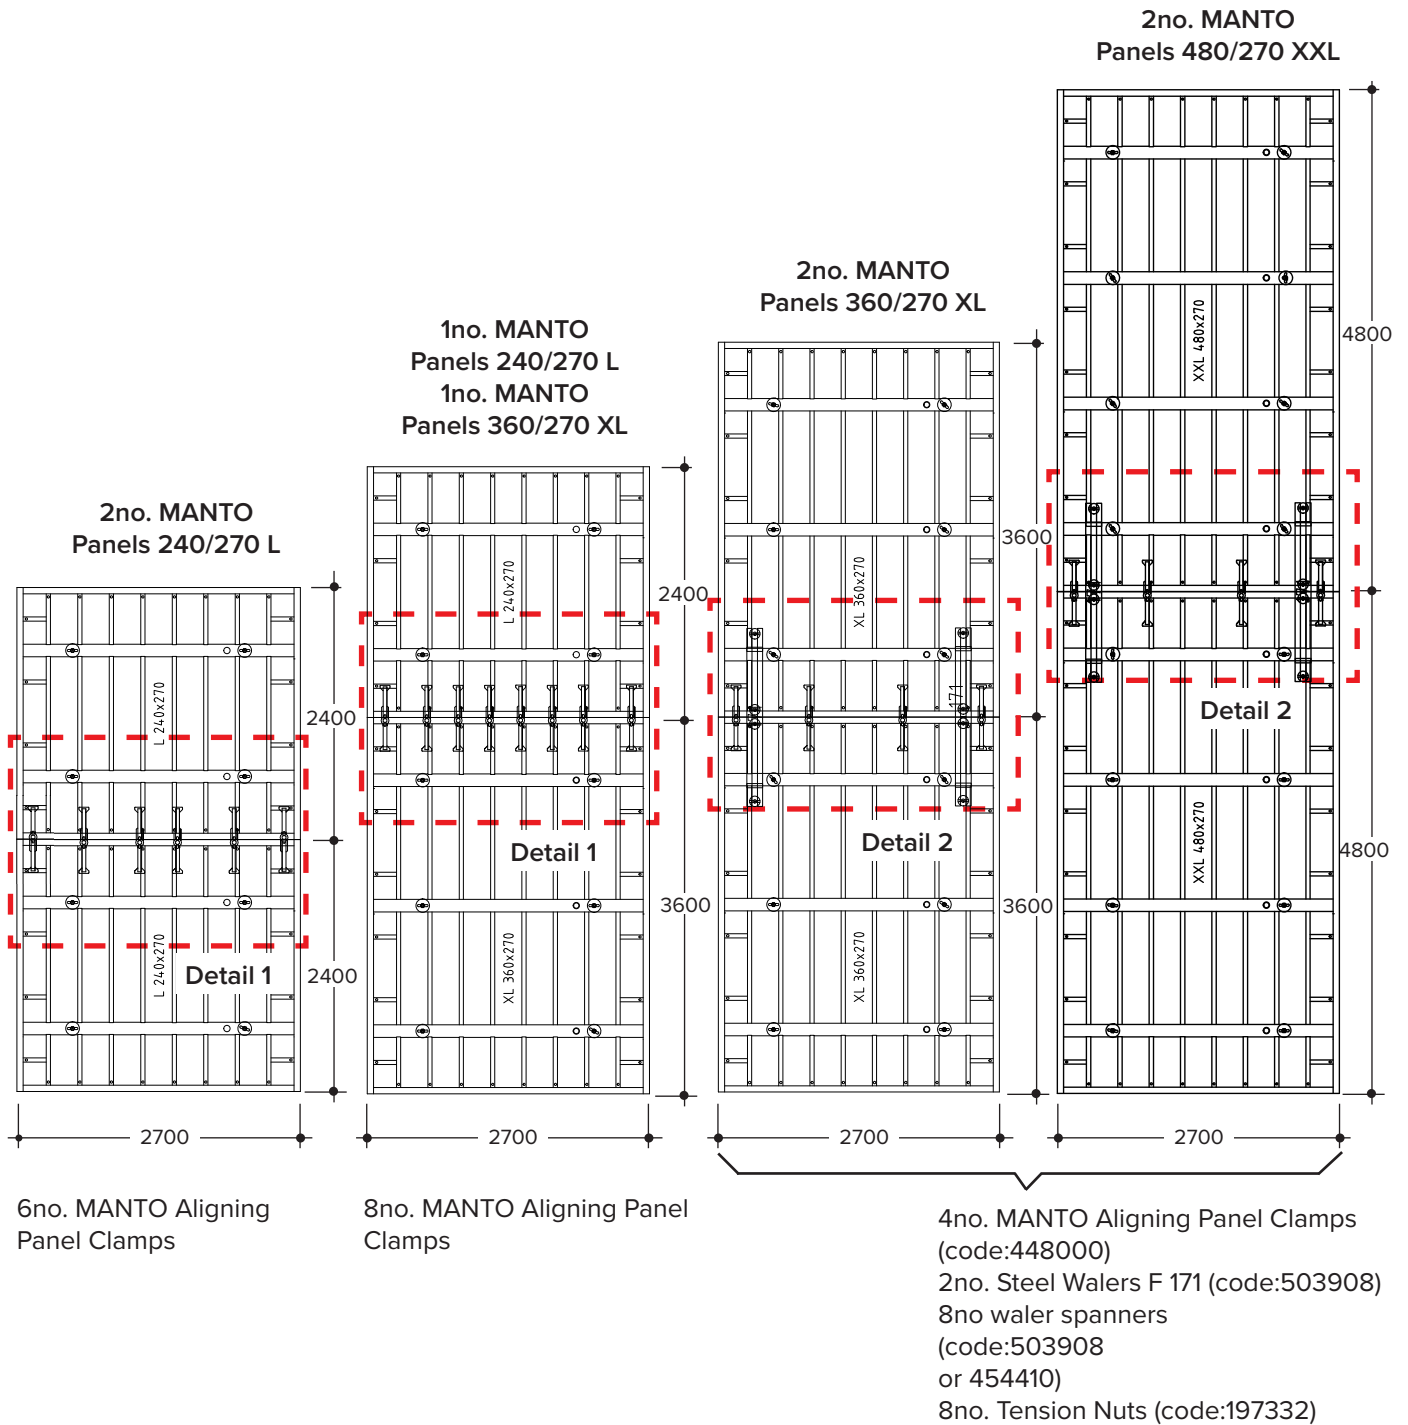 2no. MANTO
Panels 480/270 XXL
2no. MANTO
Panels 360/270 XL
1no. MANTO
Panels 240/270 L
1no. MANTO
Panels 360/270 XL
2no. MANTO
Panels 240/270 L
L 240x270
L 240x270
2400
2400
Detail 1
2700
L 240x270
XL 360x270
2400
3600
Detail 1
2700
XL 360x270
XL 360x270
171
3600
3600
Detail 2
2700
XXL 480x270
XXL 480x270
4800
4800
Detail 2
2700
6no. MANTO Aligning
Panel Clamps
8no. MANTO Aligning Panel
Clamps
4no. MANTO Aligning Panel Clamps
(code:448000)
2no. Steel Walers F 171 (code:503908)
8no waler spanners
(code:503908
or 454410)
8no. Tension Nuts (code:197332)